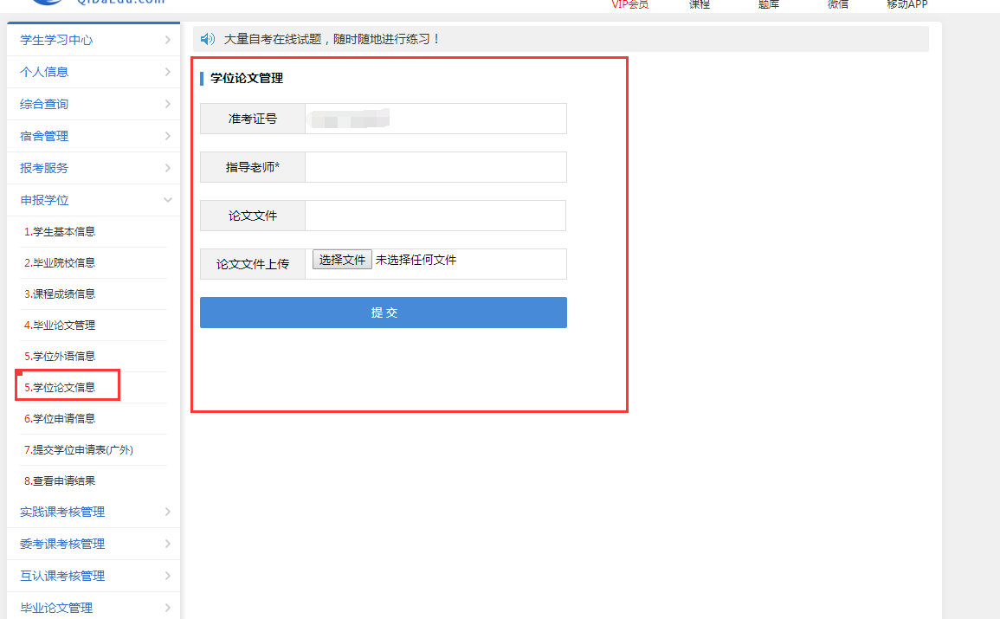 QiDaEdu.com
VIP会员
课程
题库
微信
移动APP
学生学习中心
个人信息
综合查询
宿舍管理
报考服务
申报学位
1.学生基本信息
2.毕业院校信息
3.课程成绩信息
4.毕业论文管理
5.学位外语信息
5.学位论文信息
6.学位申请信息
7.提交学位申请表(广外)
8.查看申请结果
实践课考核管理
委考课考核管理
互认课考核管理
毕业论文管理
大量自考在线试题，随时随地进行练习！
学位论文管理
准考证号
指导老师*
论文文件
论文文件上传
选择文件 未选择任何文件
提 交